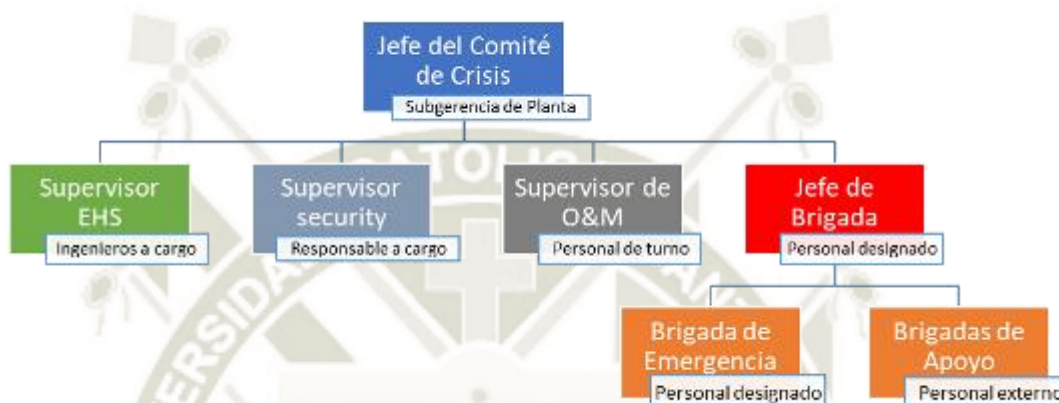 Jefe del Comité
de Crisis
Subgerencia de Planta
Supervisor
EHS
Ingenieros a cargo
Supervisor
security
Responsable a cargo
Supervisor de
O&M
Personal de turno
Jefe de
Brigada
Personal designado
Brigada de
Emergencia
Personal designado
Brigadas de
Apoyo
Personal externo